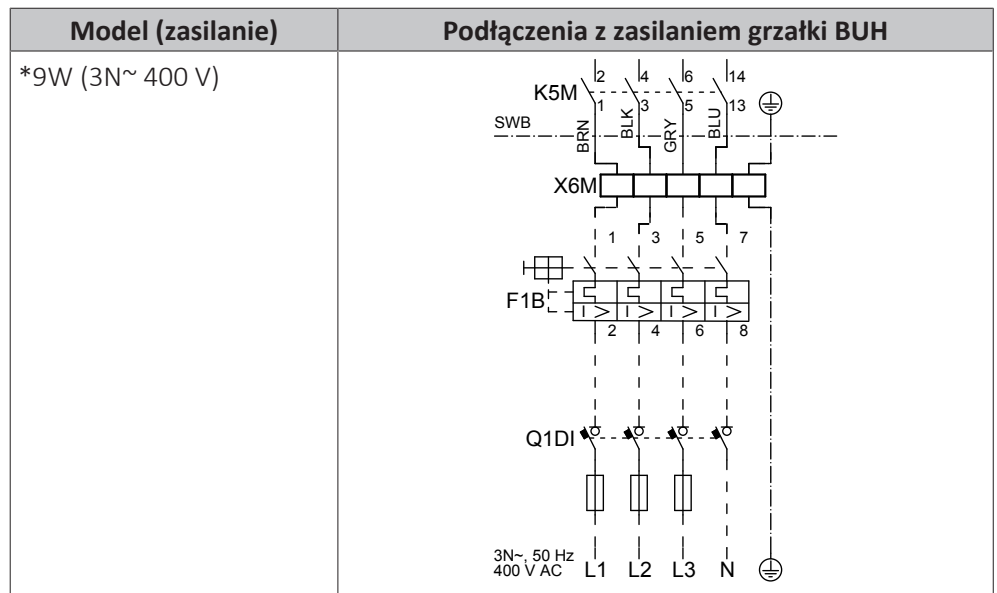 Model (zasilanie) Podłączenia z zasilaniem grzałki BUH
*9W (3N~ 400 V)
2 4 6 14
K5M
1 3 5 13
SWB
BRN BLK GRY BLU
X6M
1 3 5 7
F1B
I > I > I > I >
2 4 6 8
Q1DI
3N~, 50 Hz
400 V AC L1 L2 L3 N